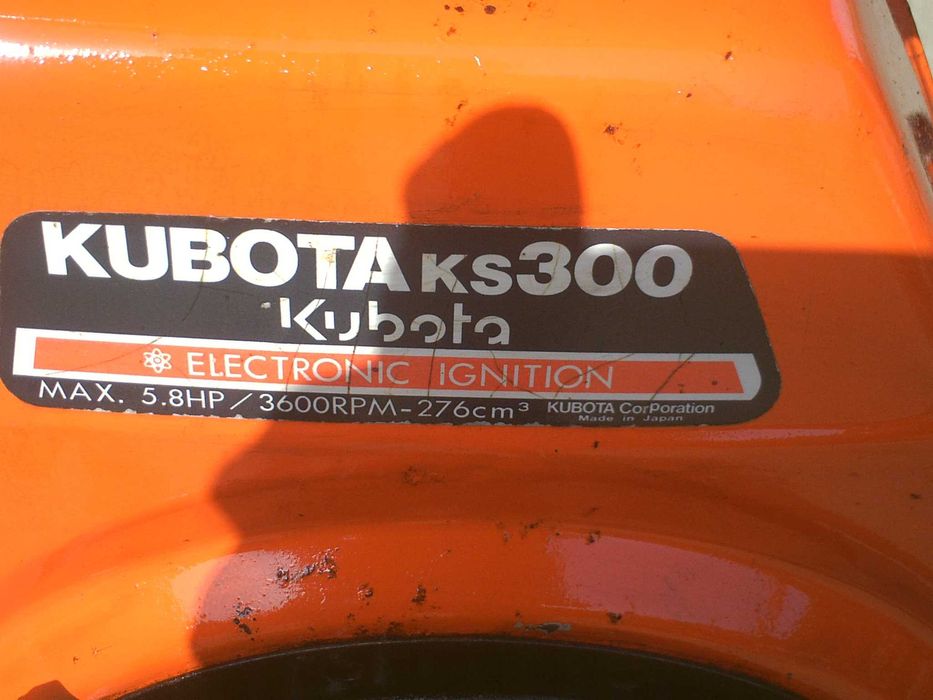 KUBOTA KS300
Kubota
ELECTRONIC IGNITION
MAX. 5.8HP/3600RPM-276cm³ KUBOTA CorPoration
Made in Japan